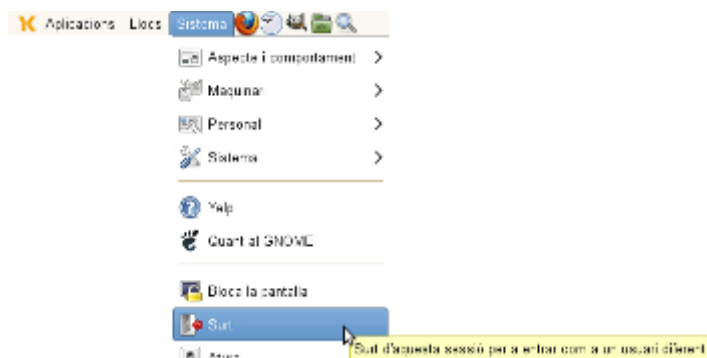 Aplicacions Llocs Sistema
Aspecte i comportament
Maquinari
Personal
Sistema
Yelp
Quant al GNOME
Bloca la pantalla
Surt
Surt d'aquesta sessió per a entrar com a un usuari diferent